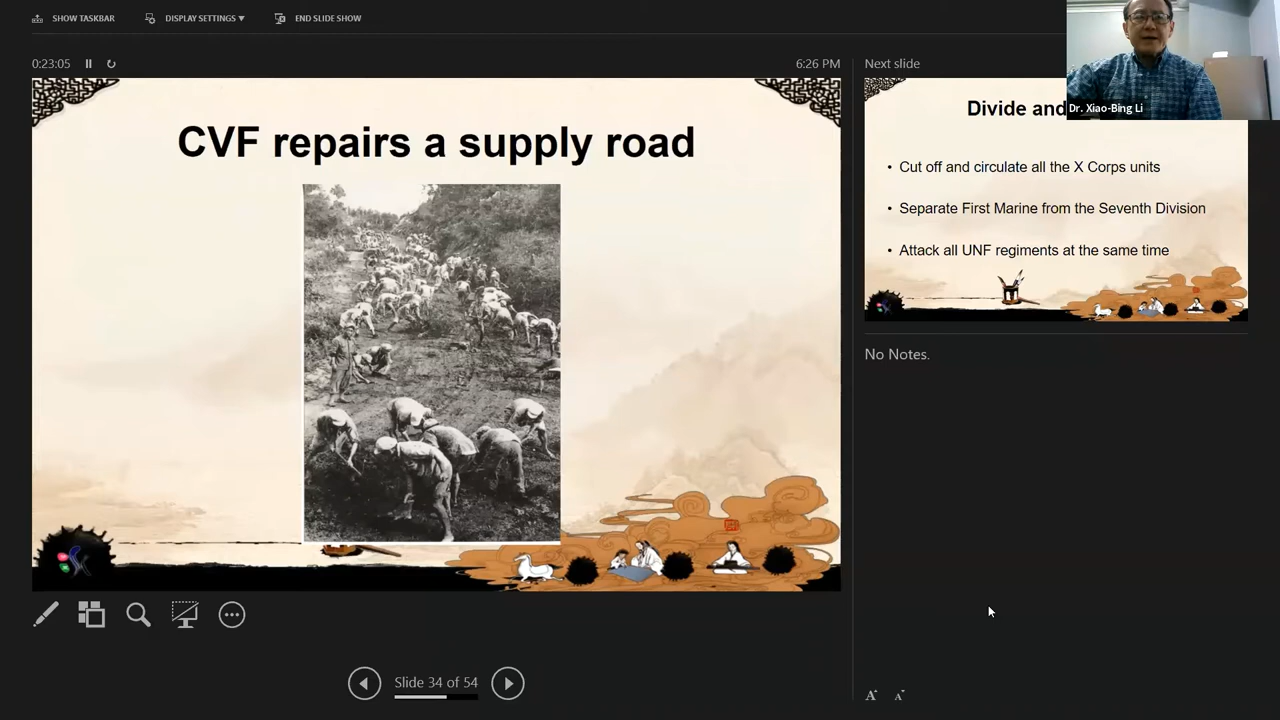 SHOW TASKBAR
DISPLAY SETTINGS ▾
END SLIDE SHOW
0:23:05
6:26 PM
Next slide
CVF repairs a supply road
Divide and
Dr. Xiao-Bing Li
• Cut off and circulate all the X Corps units
• Separate First Marine from the Seventh Division
• Attack all UNF regiments at the same time
No Notes.
Slide 34 of 54
A A